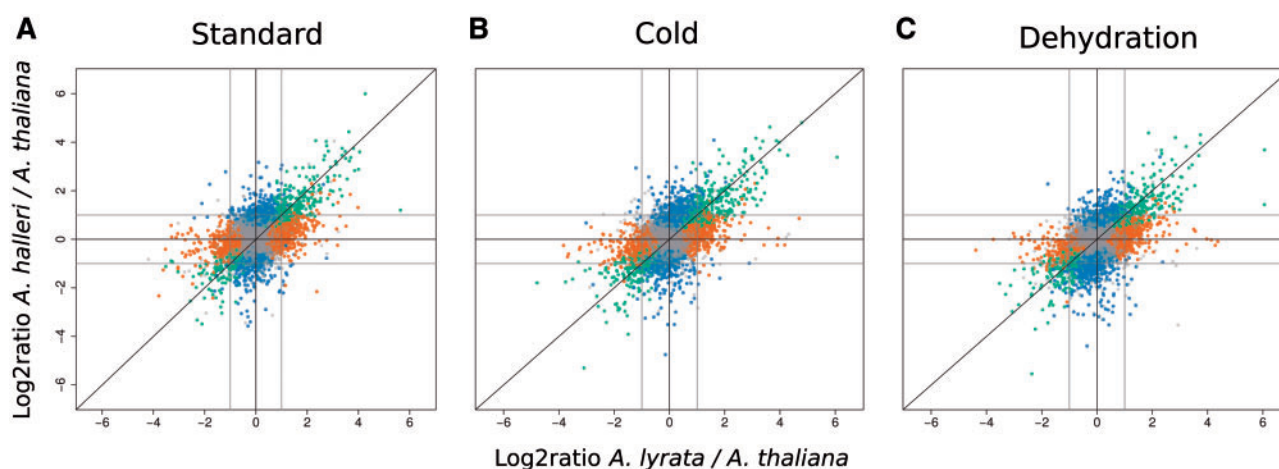 A Standard
B Cold
C Dehydration
Log2ratio A. halleri / A. thaliana
6
4
2
0
−2
−4
−6
−6 −4 −2 0 2 4 6
−6 −4 −2 0 2 4 6
−6 −4 −2 0 2 4 6
Log2ratio A. lyrata / A. thaliana